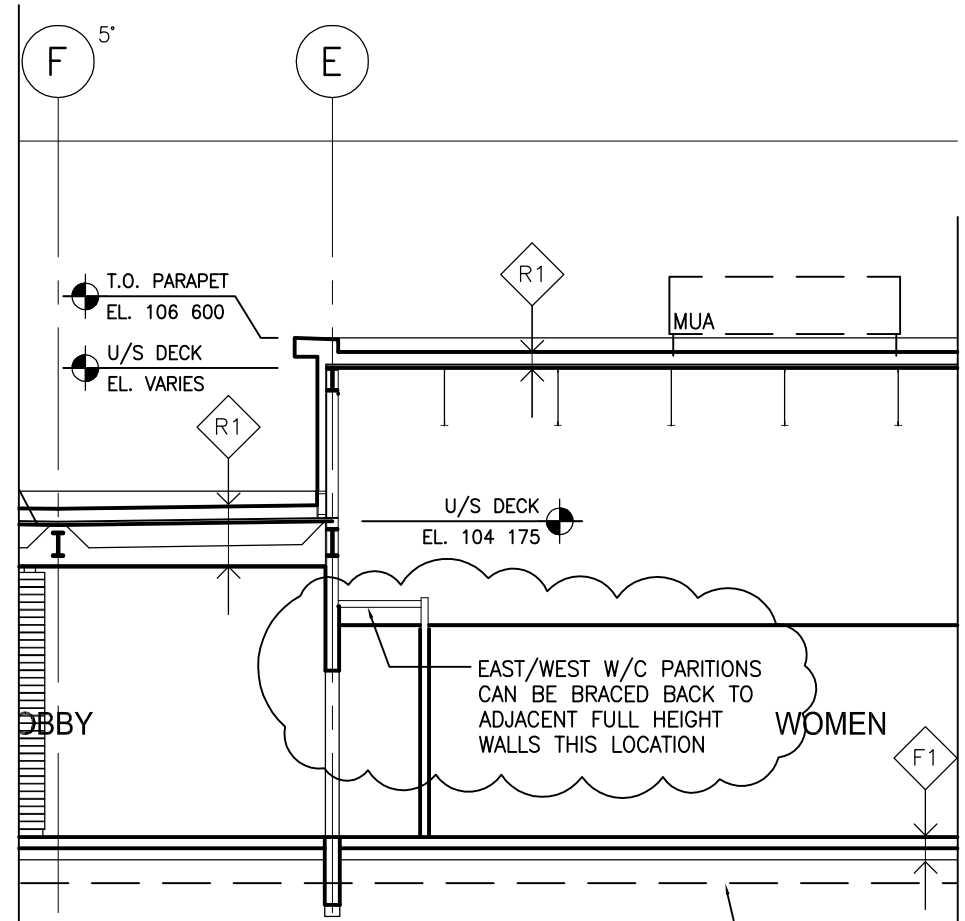 F
5°
E
T.O. PARAPET
EL. 106 600
R1
MUA
U/S DECK
EL. VARIES
R1
U/S DECK
EL. 104 175
EAST/WEST W/C PARITIONS
CAN BE BRACED BACK TO
ADJACENT FULL HEIGHT
WALLS THIS LOCATION
OBBY
WOMEN
F1